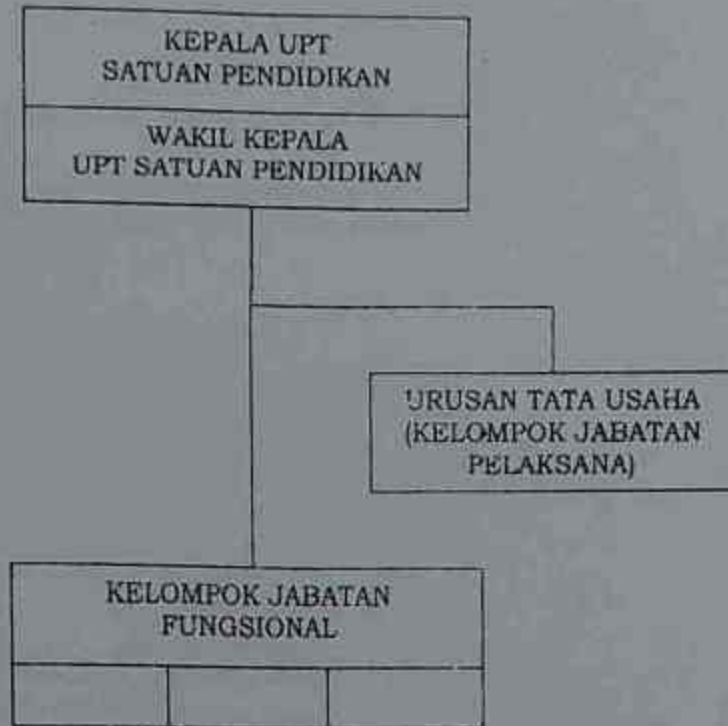 KEPALA UPT
SATUAN PENDIDIKAN
WAKIL KEPALA
UPT SATUAN PENDIDIKAN
URUSAN TATA USAHA
(KELOMPOK JABATAN
PELAKSANA)
KELOMPOK JABATAN
FUNGSIONAL